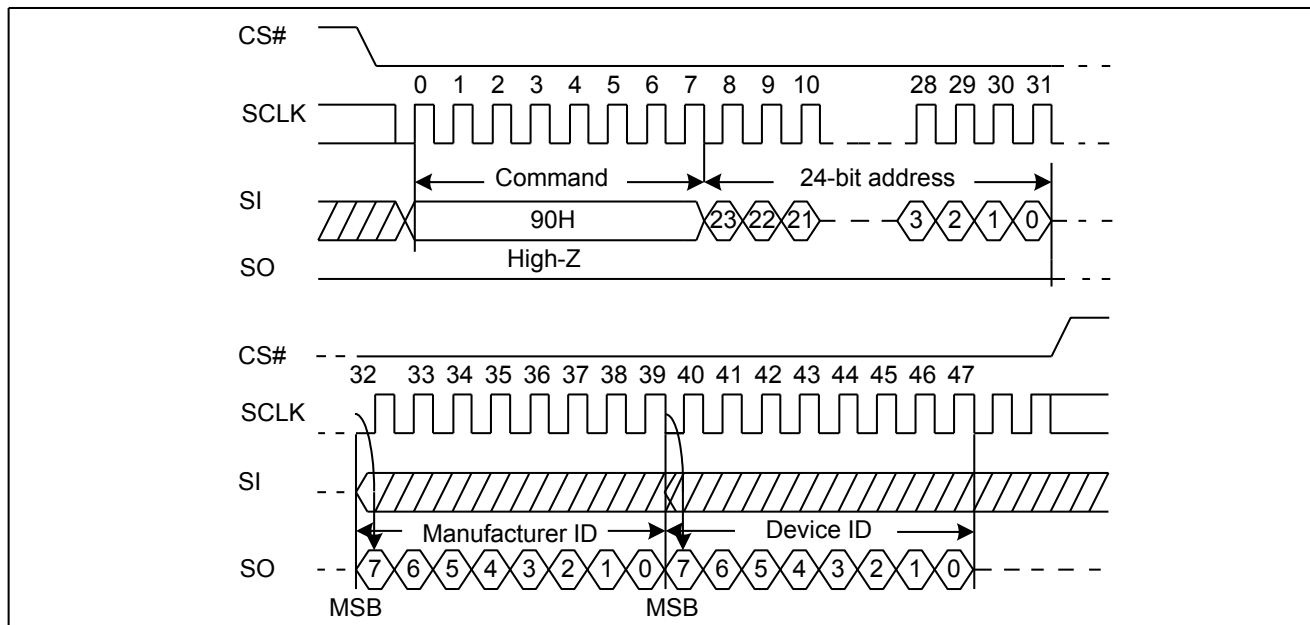 CS#
0 1 2 3 4 5 6 7 8 9 10 28 29 30 31
SCLK
Command 24-bit address
SI
90H 23 22 21 3 2 1 0
High-Z
SO
CS#
32 33 34 35 36 37 38 39 40 41 42 43 44 45 46 47
SCLK
SI
Manufacturer ID Device ID
SO 7 6 5 4 3 2 1 0 7 6 5 4 3 2 1 0
MSB MSB